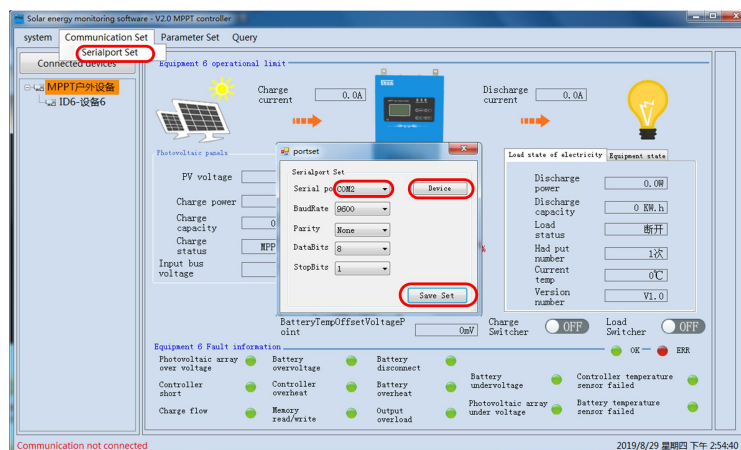 Solar energy monitoring software - V2.0 MPPT controller
system Communication Set Parameter Set Query
Serialport Set
Connected devices
MPPT户外设备
ID6-设备6
Equipment 6 operational limit
Charge current 0.0A
Discharge current 0.0A
Photovoltaic panels
PV voltage
Charge power
Charge capacity 0
Charge status MPP
Input bus voltage
portset
Serialport Set
Serial po COM2 Device
BaudRate 9600
Parity None
DataBits 8
StopBits 1
Save Set
%
Load state of electricity Equipment state
Discharge power 0.0W
Discharge capacity 0 KW.h
Load status 断开
Had put number 1次
Current temp 0℃
Version number V1.0
BatteryTempOffsetVoltageP
oint 0mV
Charge Switcher OFF
Load Switcher OFF
Equipment 6 Fault information
OK ERR
Photovoltaic array over voltage
Battery overvoltage
Battery disconnect
Battery undervoltage
Controller temperature sensor failed
Controller short
Controller overheat
Battery overheat
Photovoltaic array under voltage
Battery temperature sensor failed
Charge flow
Memory read/write
Output overload
Communication not connected
2019/8/29 星期四 下午 2:54:40